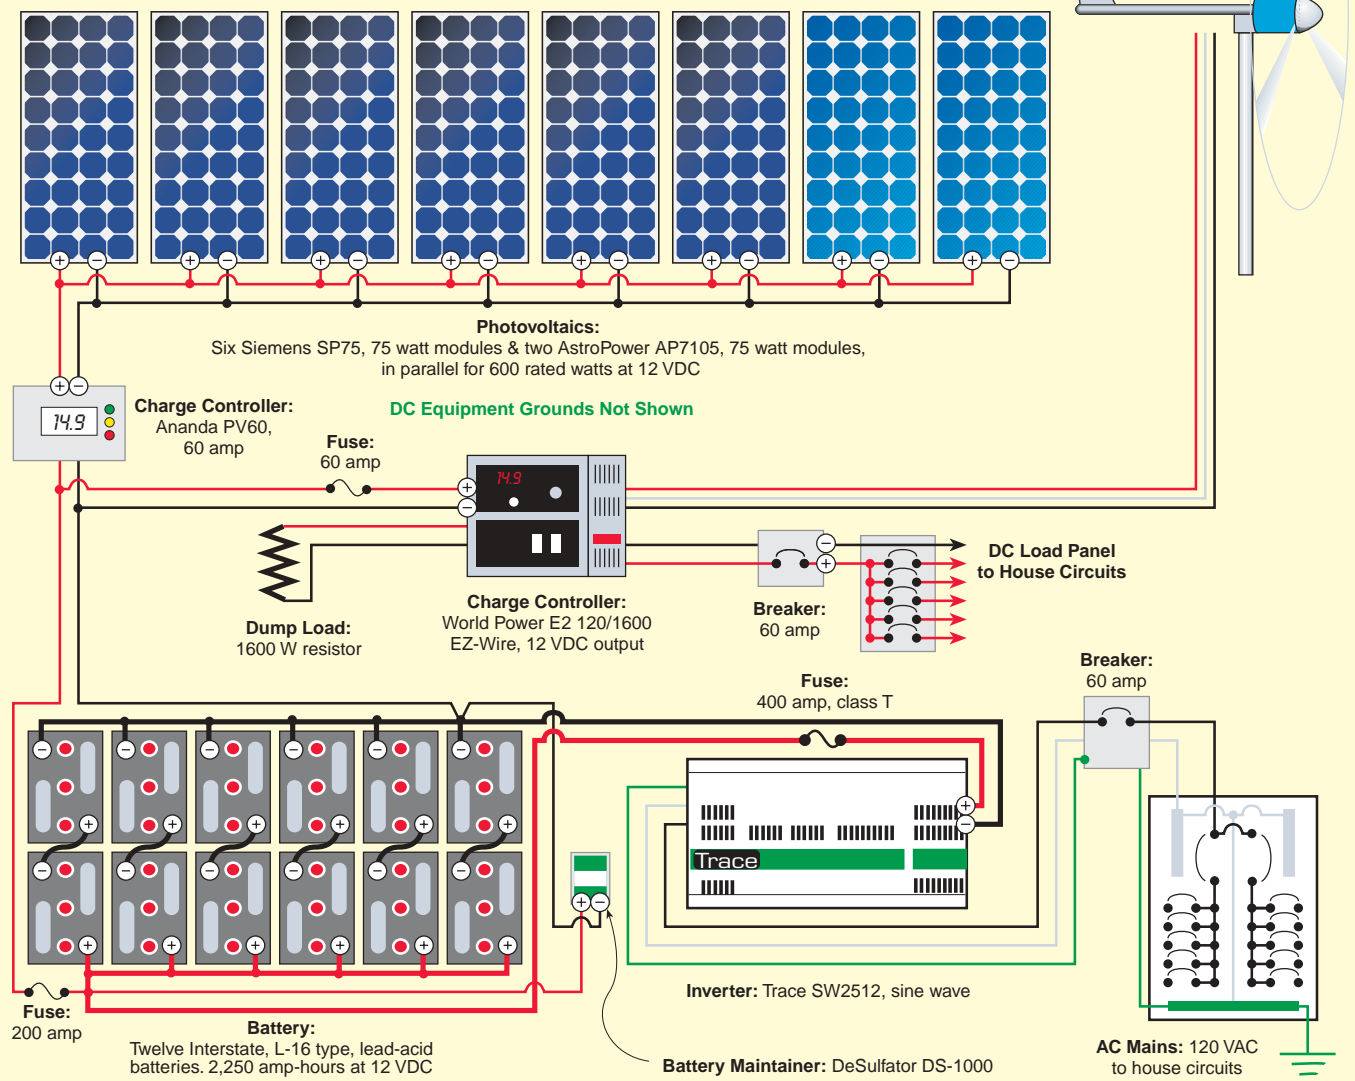 Photovoltaics:
Six Siemens SP75, 75 watt modules & two AstroPower AP7105, 75 watt modules,
in parallel for 600 rated watts at 12 VDC
14.9
Charge Controller:
Ananda PV60,
60 amp
DC Equipment Grounds Not Shown
Fuse:
60 amp
14.9
Charge Controller:
World Power E2 120/1600
EZ-Wire, 12 VDC output
Dump Load:
1600 W resistor
Breaker:
60 amp
DC Load Panel
to House Circuits
Fuse:
400 amp, class T
Breaker:
60 amp
Trace
Inverter: Trace SW2512, sine wave
Fuse:
200 amp
Battery:
Twelve Interstate, L-16 type, lead-acid
batteries. 2,250 amp-hours at 12 VDC
Battery Maintainer: DeSulfator DS-1000
AC Mains: 120 VAC
to house circuits